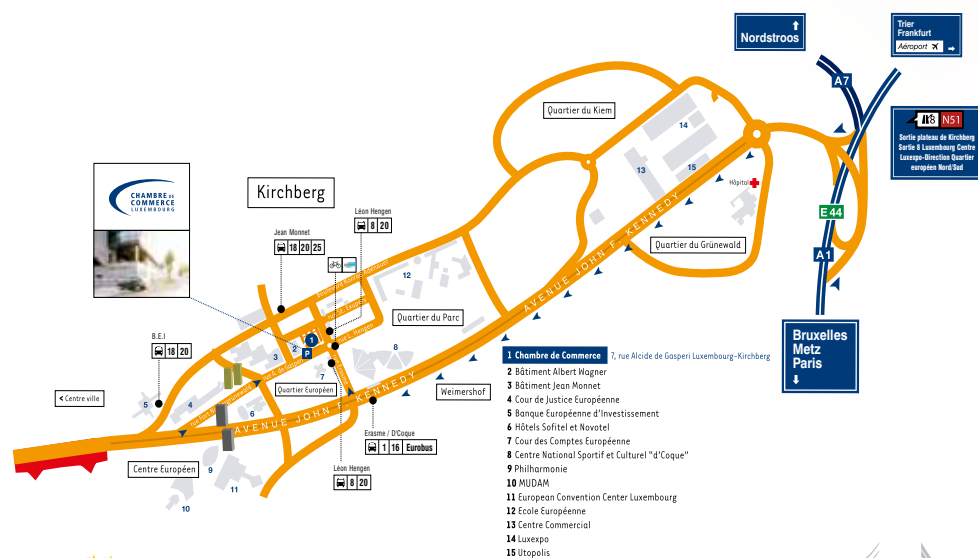 Nordstroos
Trier
Frankfurt
Aéroport
A7
N51
Sortie plateau de Kirchberg
Sortie 8 Luxembourg Centre
Luxexpo-Direction Quartier
européen Nord/Sud
Quartier du Kiem
14
13
15
Hôpital
CHAMBRE DE
COMMERCE
LUXEMBOURG
Kirchberg
Léon Hengen
8 20
Jean Monnet
18 20 25
E 44
A1
Quartier du Grünewald
AVENUE JOHN F. KENNEDY
12
Boulevard Konrad Adenauer
Quartier du Parc
B.E.I
18 20
1
2
P
3
8
7
Bruxelles
Metz
Paris
Quartier Européen
Weimershof
< Centre ville
5
4
6
AVENUE JOHN F. KENNEDY
Erasme / D'Coque
1 16 Eurobus
Centre Européen
9
Léon Hengen
8 20
11
10
1 Chambre de Commerce 7, rue Alcide de Gasperi Luxembourg-Kirchberg
2 Bâtiment Albert Wagner
3 Bâtiment Jean Monnet
4 Cour de Justice Européenne
5 Banque Européenne d'Investissement
6 Hôtels Sofitel et Novotel
7 Cour des Comptes Européenne
8 Centre National Sportif et Culturel "d'Coque"
9 Philharmonie
10 MUDAM
11 European Convention Center Luxembourg
12 Ecole Européenne
13 Centre Commercial
14 Luxexpo
15 Utopolis